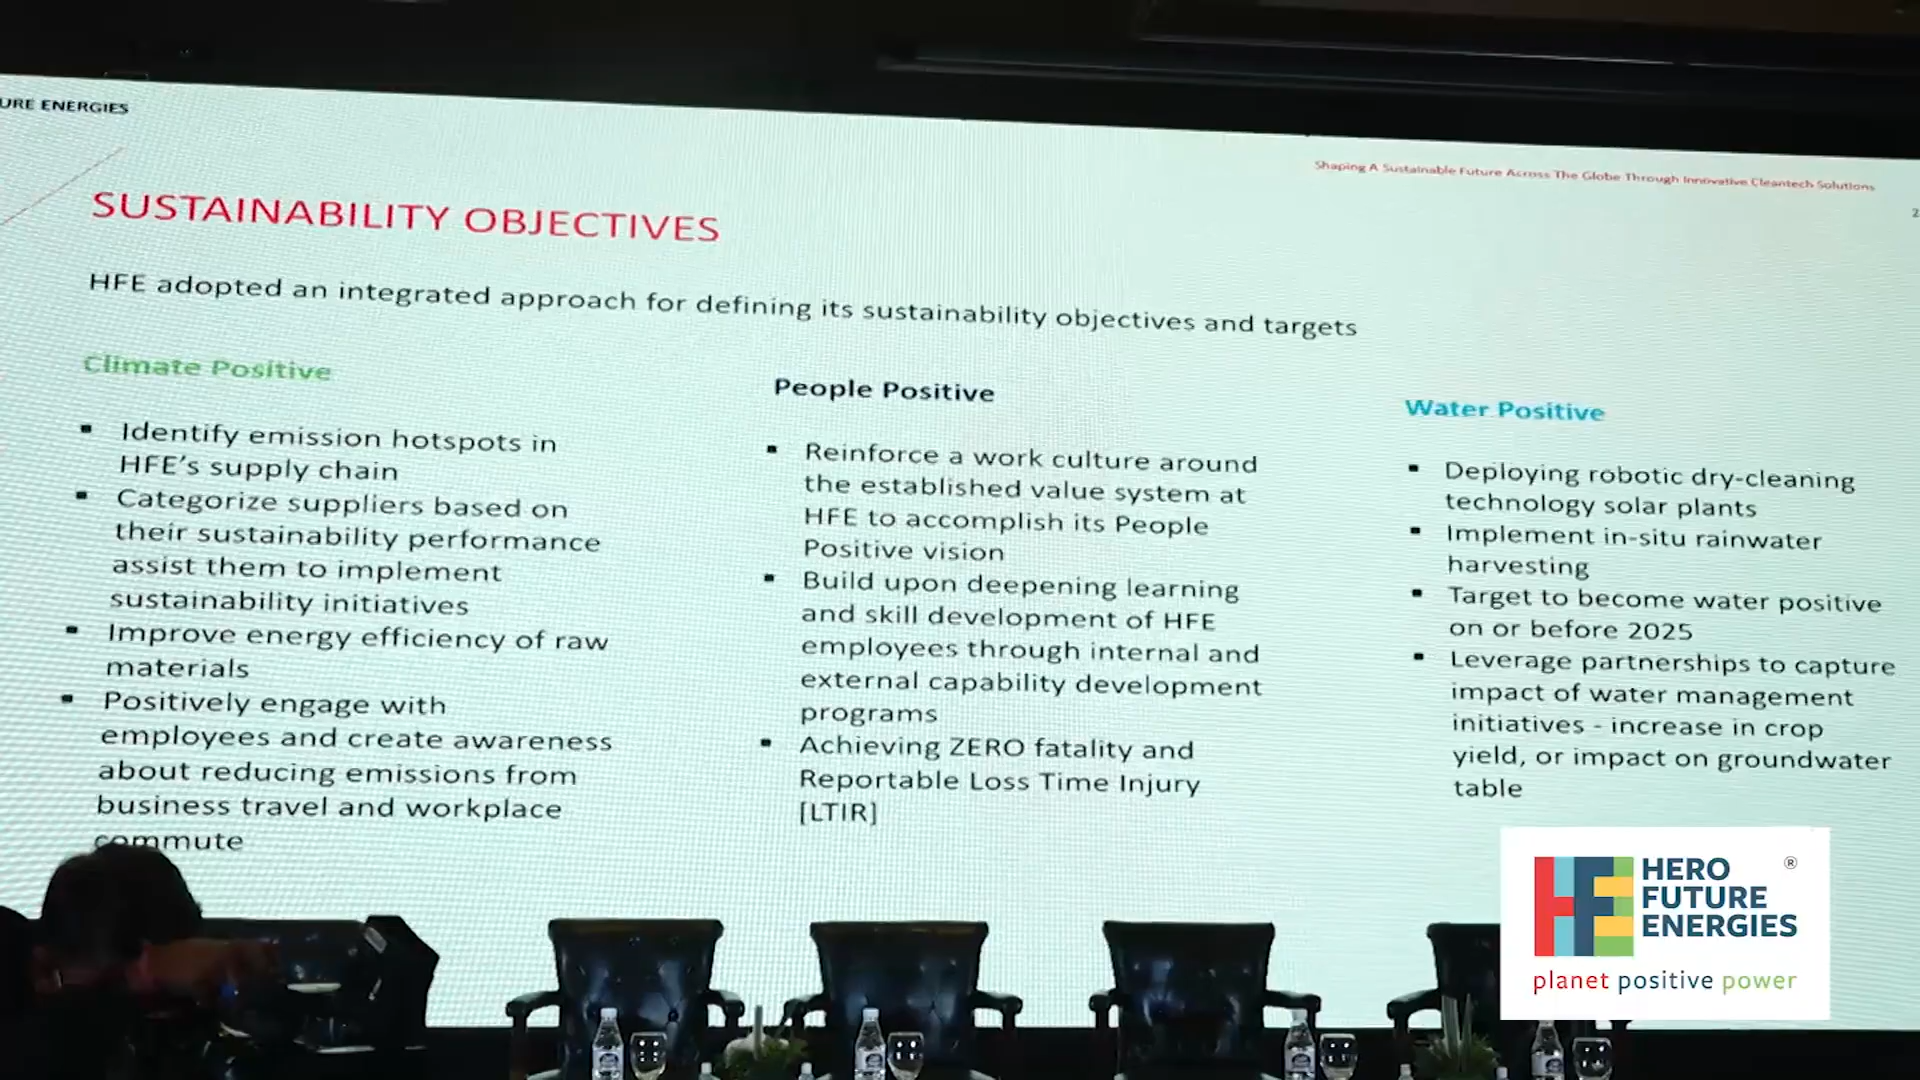 URE ENERGIES
Shaping A Sustainable Future Across The Globe Through Innovative Cleantech Solutions
2
SUSTAINABILITY OBJECTIVES
HFE adopted an integrated approach for defining its sustainability objectives and targets
Climate Positive
▪ Identify emission hotspots in
HFE’s supply chain
▪ Categorize suppliers based on
their sustainability performance
assist them to implement
sustainability initiatives
▪ Improve energy efficiency of raw
materials
▪ Positively engage with
employees and create awareness
about reducing emissions from
business travel and workplace
commute
People Positive
▪ Reinforce a work culture around
the established value system at
HFE to accomplish its People
Positive vision
▪ Build upon deepening learning
and skill development of HFE
employees through internal and
external capability development
programs
▪ Achieving ZERO fatality and
Reportable Loss Time Injury
[LTIR]
Water Positive
▪ Deploying robotic dry-cleaning
technology solar plants
▪ Implement in-situ rainwater
harvesting
▪ Target to become water positive
on or before 2025
▪ Leverage partnerships to capture
impact of water management
initiatives - increase in crop
yield, or impact on groundwater
table
HFE
HERO ®
FUTURE
ENERGIES
planet positive power